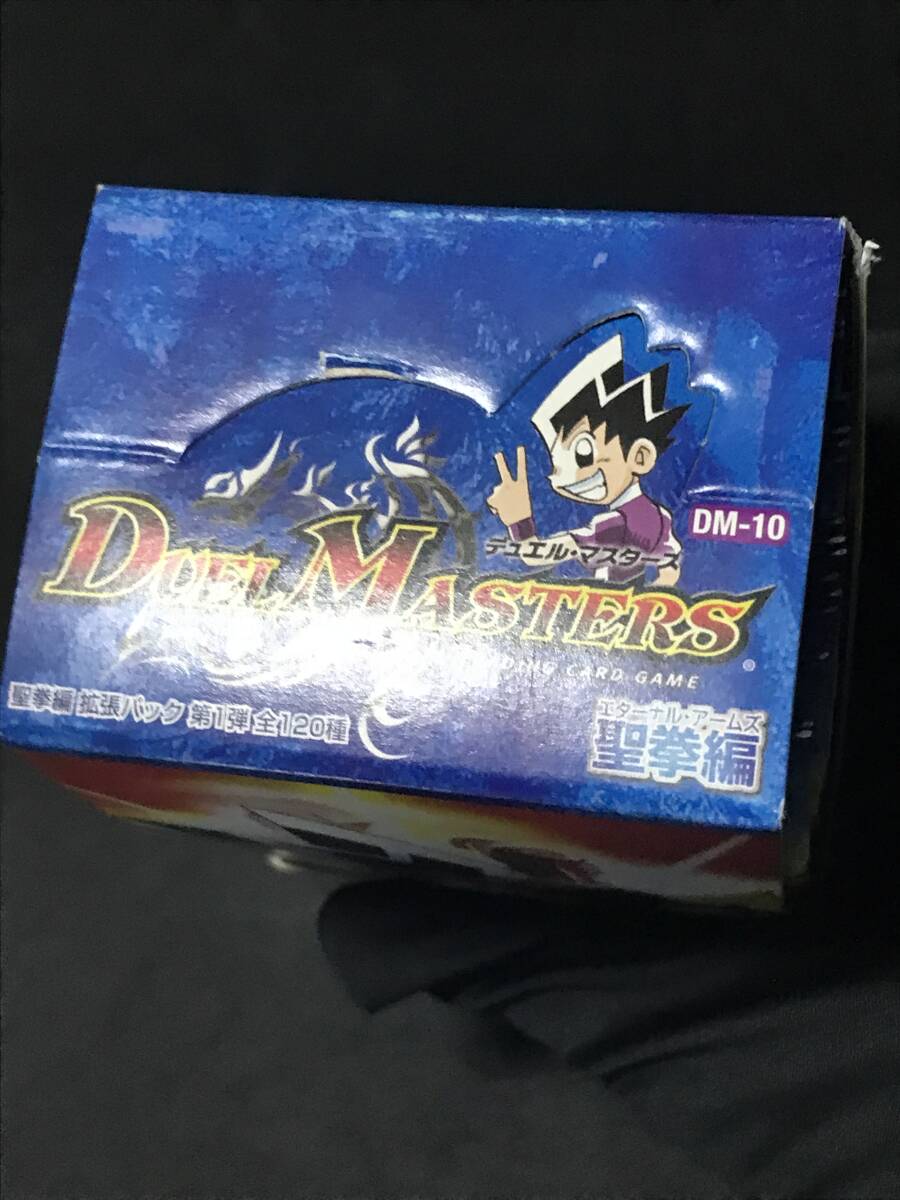 DM-10
デュエル・マスターズ
DUEL MASTERS
CARD GAME
聖拳編 拡張パック 第1弾 全120種
エターナル・アームズ
聖拳編